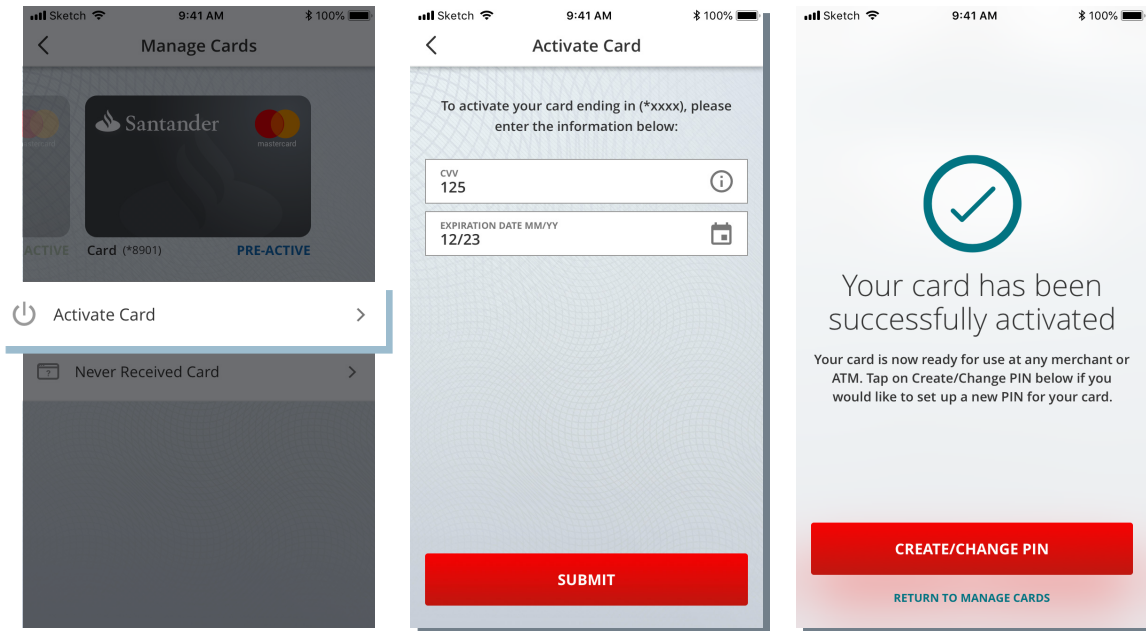 Sketch 9:41 AM 100%
Manage Cards
Santander
mastercard
ACTIVE Card (*8901) PRE-ACTIVE
Activate Card
Never Received Card
Sketch 9:41 AM 100%
Activate Card
To activate your card ending in (*xxxx), please
enter the information below:
CVV
125
EXPIRATION DATE MM/YY
12/23
SUBMIT
Sketch 9:41 AM 100%
Your card has been
successfully activated
Your card is now ready for use at any merchant or
ATM. Tap on Create/Change PIN below if you
would like to set up a new PIN for your card.
CREATE/CHANGE PIN
RETURN TO MANAGE CARDS